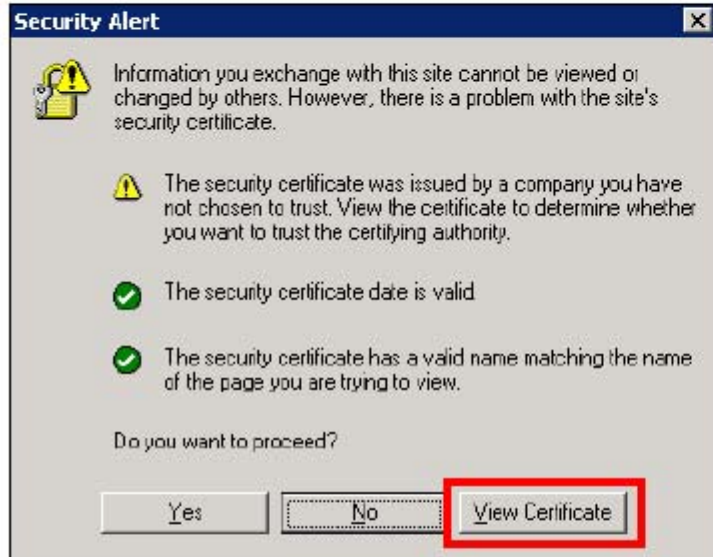 Security Alert
Information you exchange with this site cannot be viewed or
changed by others. However, there is a problem with the site's
security certificate.
The security certificate was issued by a company you have
not chosen to trust. View the certificate to determine whether
you want to trust the certifying authority.
The security certificate date is valid.
The security certificate has a valid name matching the name
of the page you are trying to view.
Do you want to proceed?
Yes No View Certificate